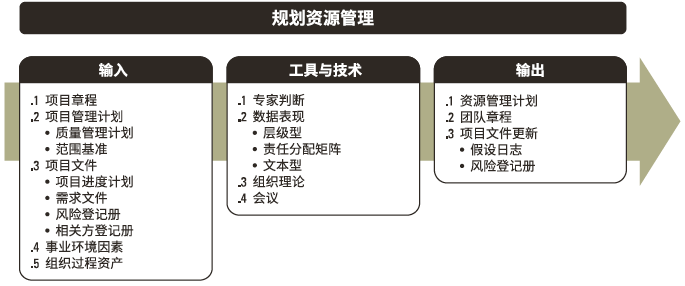 规划资源管理
输入
.1 项目章程
.2 项目管理计划
• 质量管理计划
• 范围基准
.3 项目文件
• 项目进度计划
• 需求文件
• 风险登记册
• 相关方登记册
.4 事业环境因素
.5 组织过程资产
工具与技术
.1 专家判断
.2 数据表现
• 层级型
• 责任分配矩阵
• 文本型
.3 组织理论
.4 会议
输出
.1 资源管理计划
.2 团队章程
.3 项目文件更新
• 假设日志
• 风险登记册